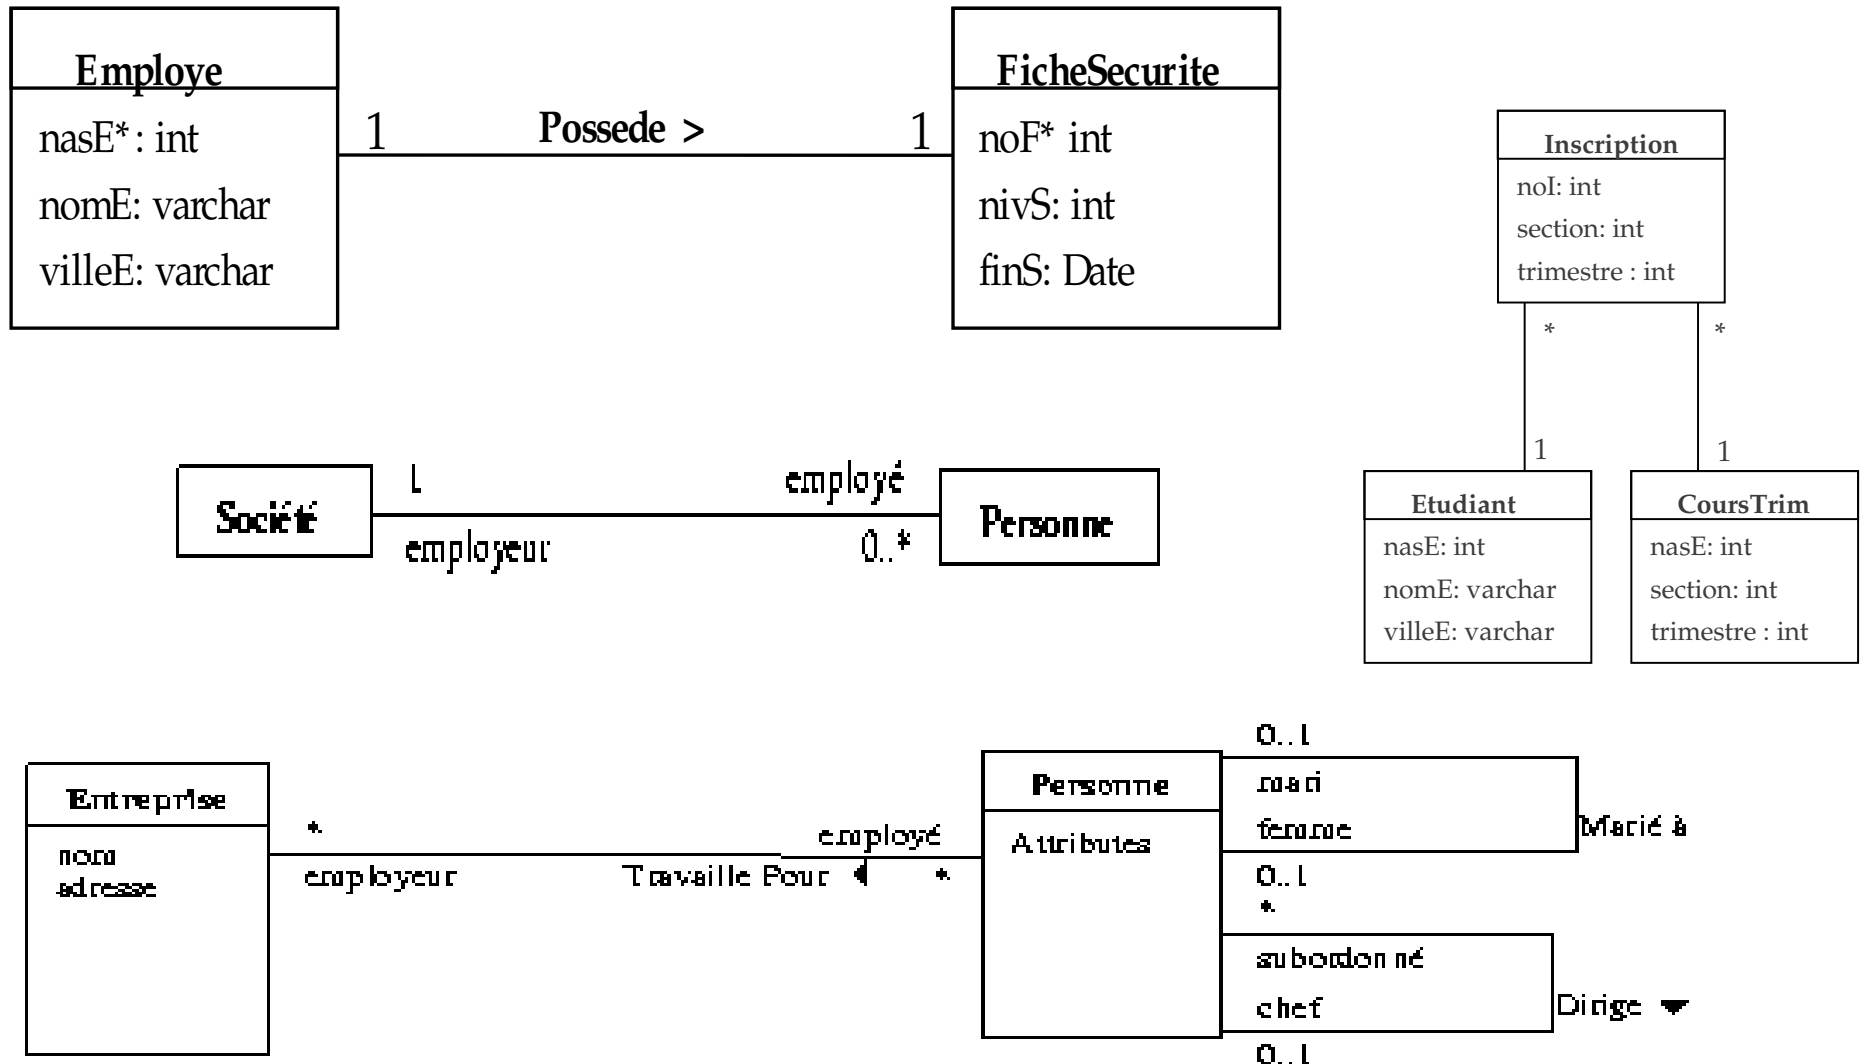 Employe
nasE* : int
nomE: varchar
villeE: varchar
1 Possede > 1
FicheSecurite
noF* int
nivS: int
finS: Date
Inscription
noI: int
section: int
trimestre : int
* *
1 1
Etudiant
nasE: int
nomE: varchar
villeE: varchar
CoursTrim
nasE: int
section: int
trimestre : int
Société
1 employé
employeur 0..*
Personne
Entreprise
nom
adresse
* employé
employeur Travaille Pour ◀ *
Personne
Attributes
0..1
mari
femme
Marié à
0..1
*
subordonné
chef
Dirige ▼
0..1